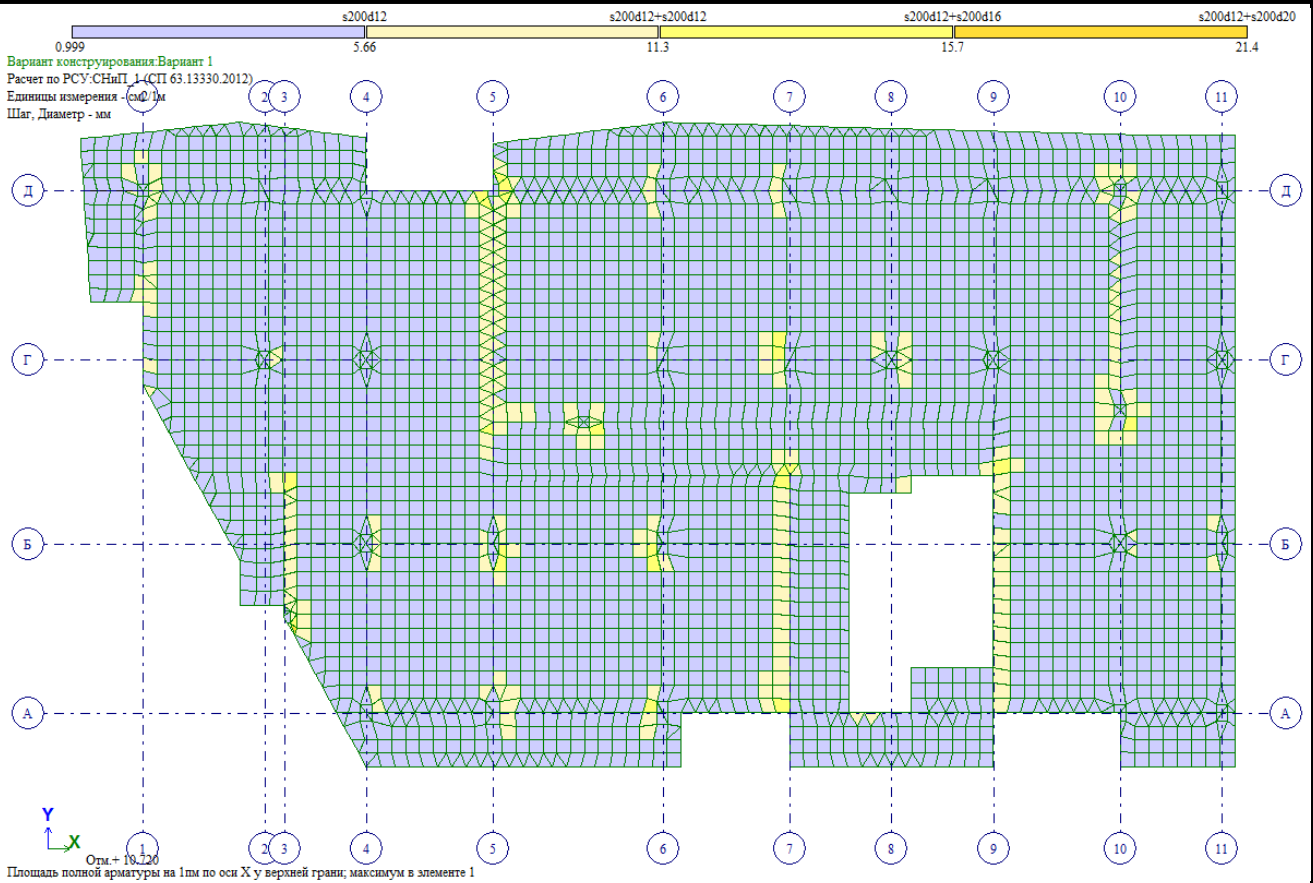 s200d12 s200d12+s200d12 s200d12+s200d16 s200d12+s200d20
0.999 5.66 11.3 15.7 21.4
Вариант конструирования:Вариант 1
Расчет по РСУ:СНиП_1 (СП 63.13330.2012)
Единицы измерения - см2/1м
Шаг, Диаметр - мм
1 2 3 4 5 6 7 8 9 10 11
Д Д
Г Г
Б Б
А А
Y
X
1 2 3 4 5 6 7 8 9 10 11
Отм.+ 10.720
Площадь полной арматуры на 1пм по оси X у верхней грани; максимум в элементе 1